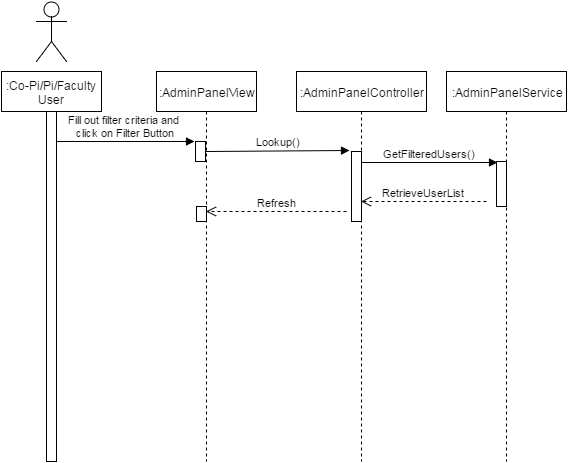 :Co-Pi/Pi/Faculty
User
:AdminPanelView
:AdminPanelController
:AdminPanelService
Fill out filter criteria and
click on Filter Button
Lookup()
GetFilteredUsers()
RetrieveUserList
Refresh